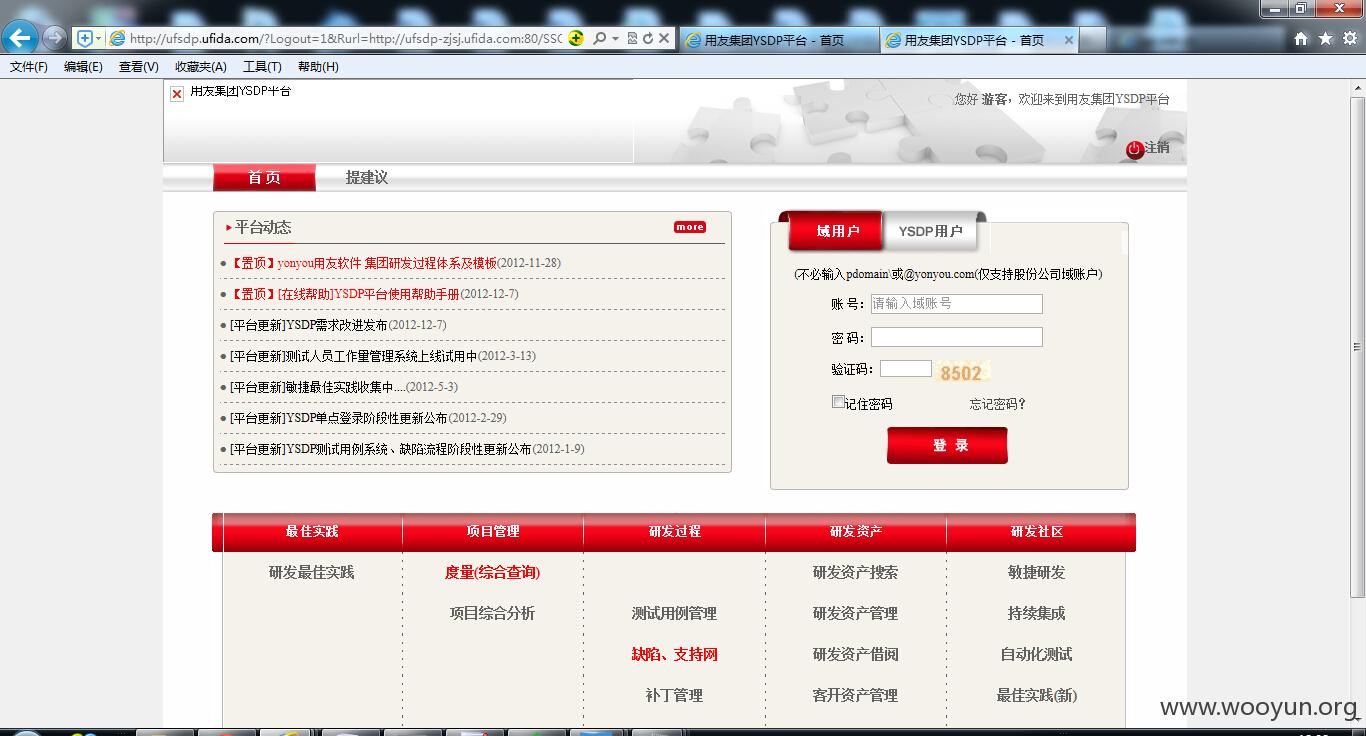 http://ufsdp.ufida.com/?Logout=1&Rurl=http://ufsdp-zjsj.ufida.com:80/SSC
用友集团YSDP平台 - 首页
用友集团YSDP平台 - 首页
文件(F) 编辑(E) 查看(V) 收藏夹(A) 工具(T) 帮助(H)
用友集团YSDP平台
您好 游客，欢迎来到用友集团YSDP平台
注销
首页 提建议
平台动态 more
【置顶】yonyou用友软件 集团研发过程体系及模板(2012-11-28)
【置顶】[在线帮助]YSDP平台使用帮助手册(2012-12-7)
[平台更新]YSDP需求改进发布(2012-12-7)
[平台更新]测试人员工作量管理系统上线试用中(2012-3-13)
[平台更新]敏捷最佳实践收集中....(2012-5-3)
[平台更新]YSDP单点登录阶段性更新公布(2012-2-29)
[平台更新]YSDP测试用例系统、缺陷流程阶段性更新公布(2012-1-9)
域用户 YSDP用户
(不必输入pdomain\或@yonyou.com(仅支持股份公司域账户)
账 号： 请输入域账号
密 码：
验证码： 8502
记住密码 忘记密码？
登 录
最佳实践 项目管理 研发过程 研发资产 研发社区
研发最佳实践 度量(综合查询) 研发资产搜索 敏捷研发
项目综合分析 测试用例管理 研发资产管理 持续集成
缺陷、支持网 研发资产借阅 自动化测试
补丁管理 客开资产管理 最佳实践(新)
www.wooyun.org